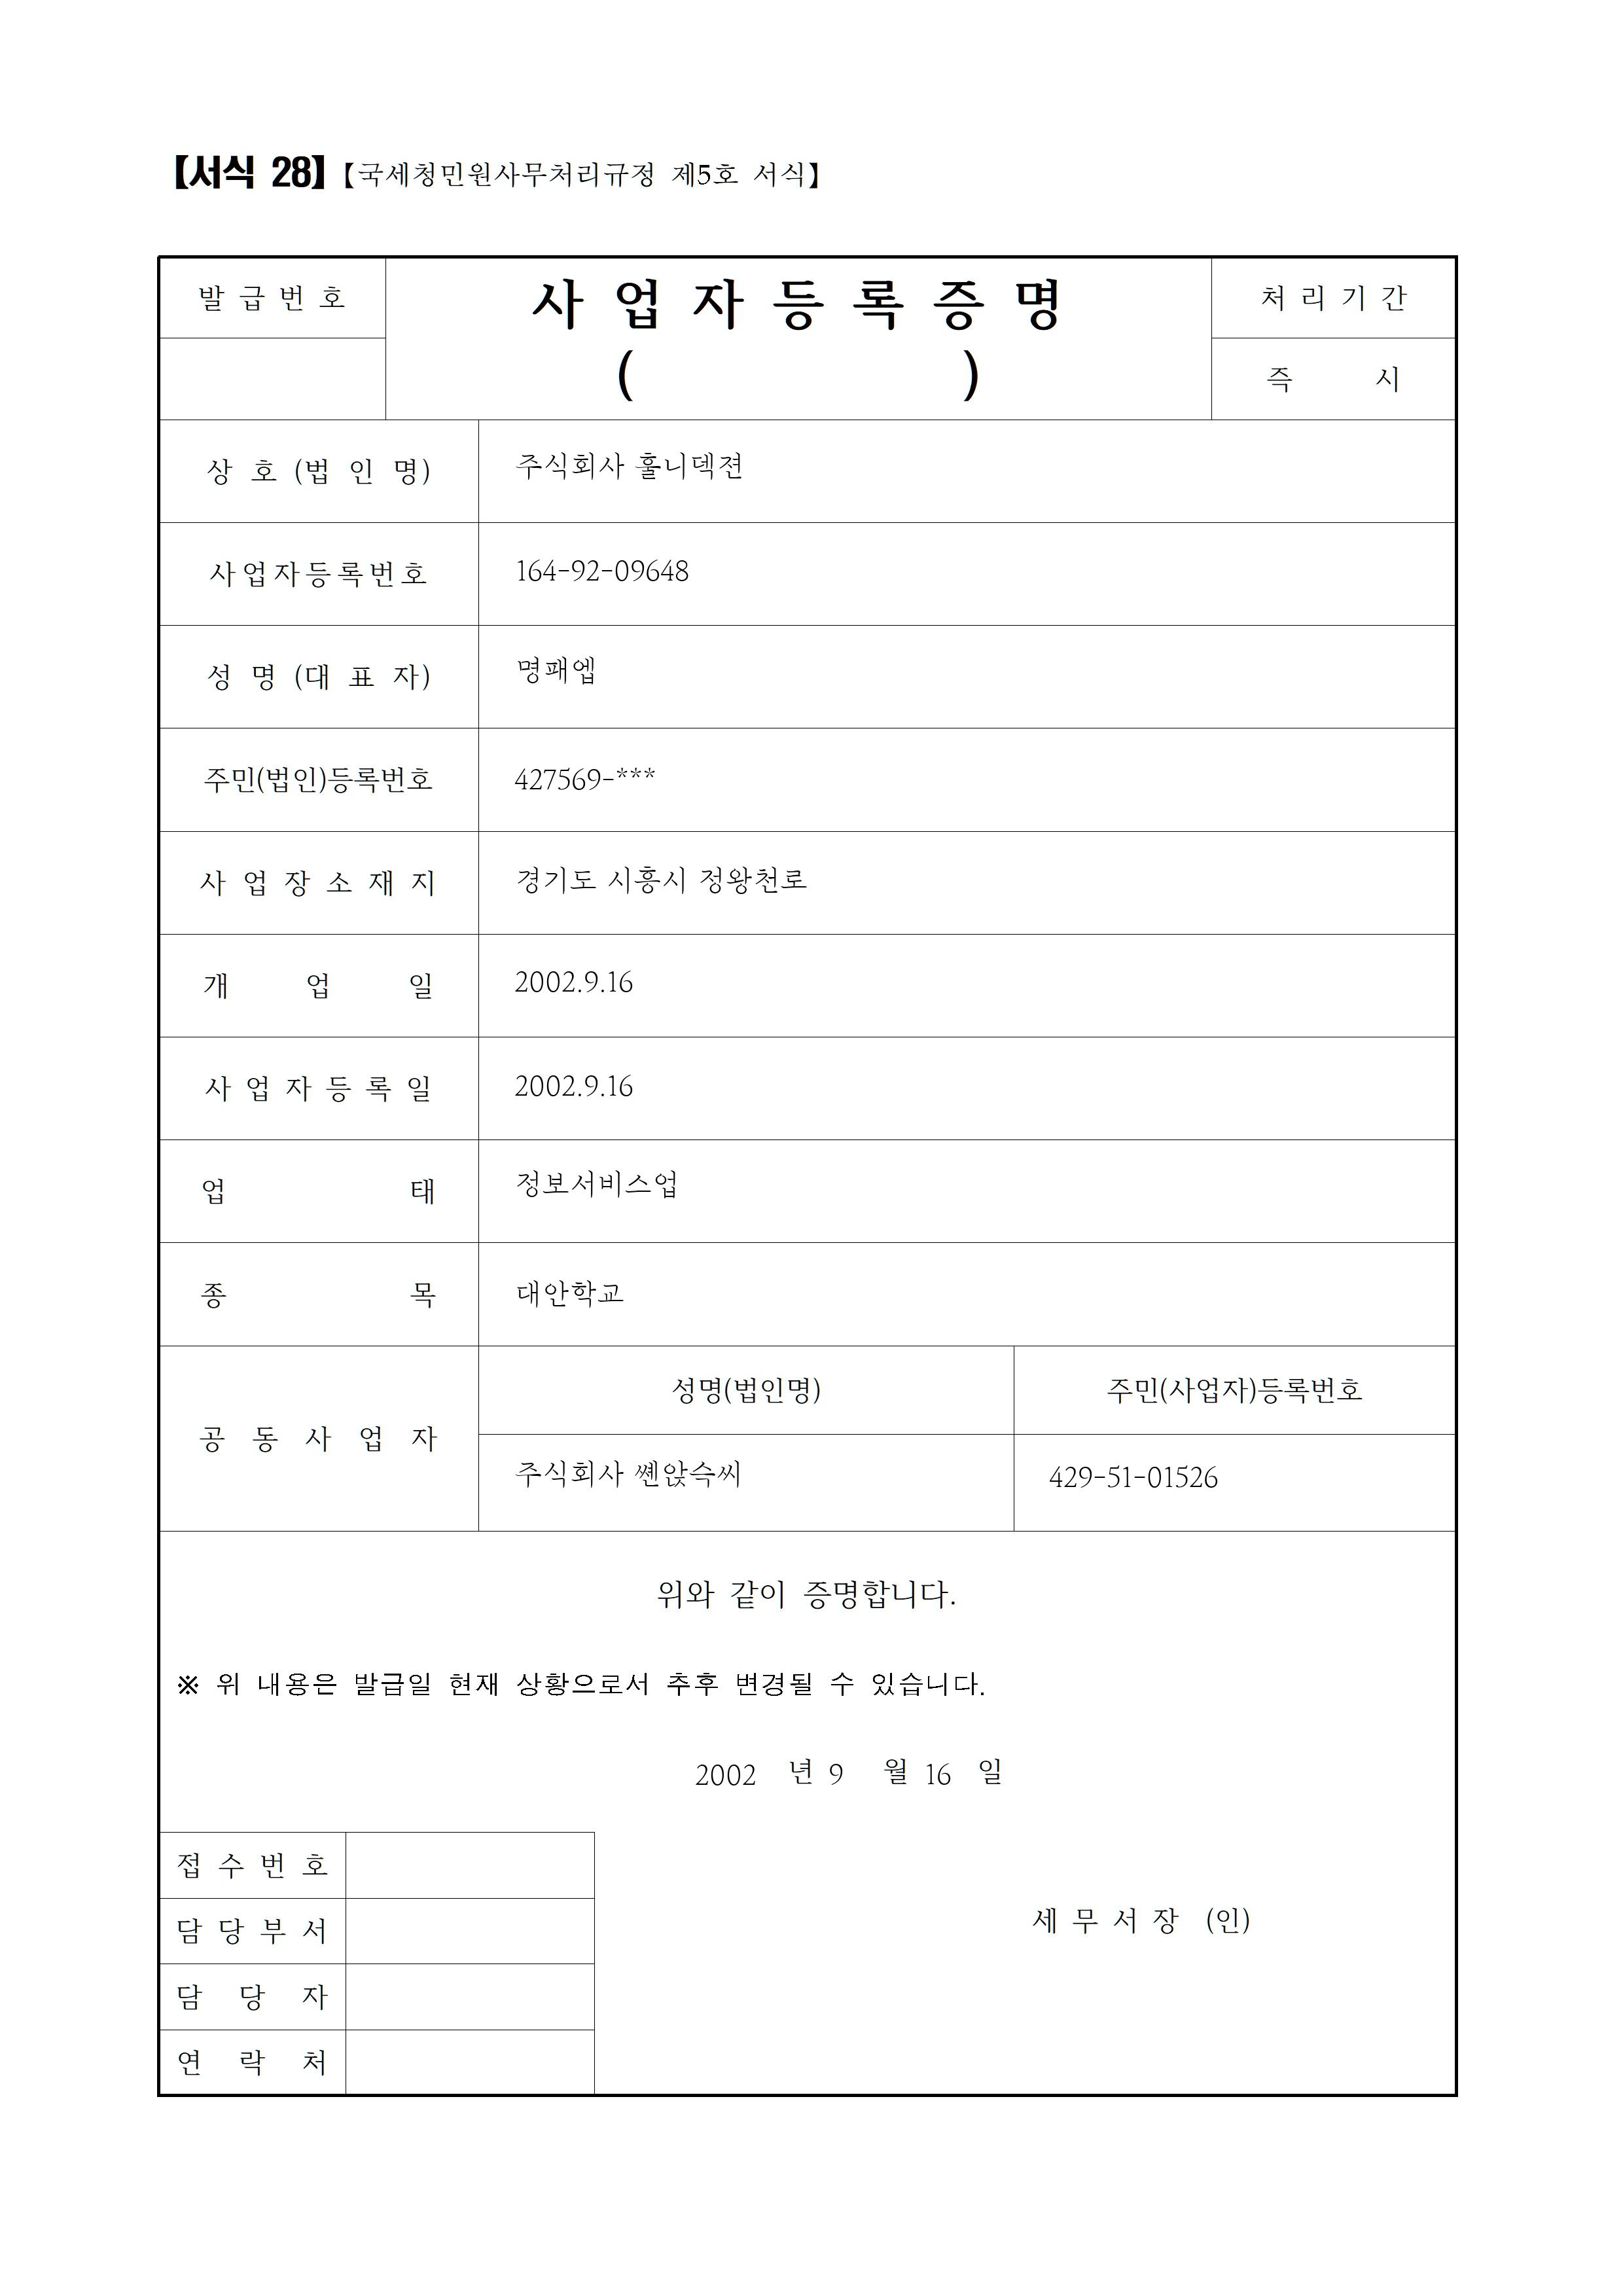 【서식 28】【국세청민원사무처리규정 제5호 서식】
발급번호
사업자등록증명
( )
처리기간
즉 시
상 호 (법 인 명)
주식회사 훌니덱젼
사업자등록번호
164-92-09648
성 명 (대 표 자)
명패엡
주민(법인)등록번호
427569-***
사업장소재지
경기도 시흥시 정왕천로
개 업 일
2002.9.16
사업자등록일
2002.9.16
업 태
정보서비스업
종 목
대안학교
공동사업자
성명(법인명)
주민(사업자)등록번호
주식회사 쎈앉슥씨
429-51-01526
위와 같이 증명합니다.
※ 위 내용은 발급일 현재 상황으로서 추후 변경될 수 있습니다.
2002 년 9 월 16 일
접수번호
담당부서
담 당 자
연 락 처
세 무 서 장 (인)